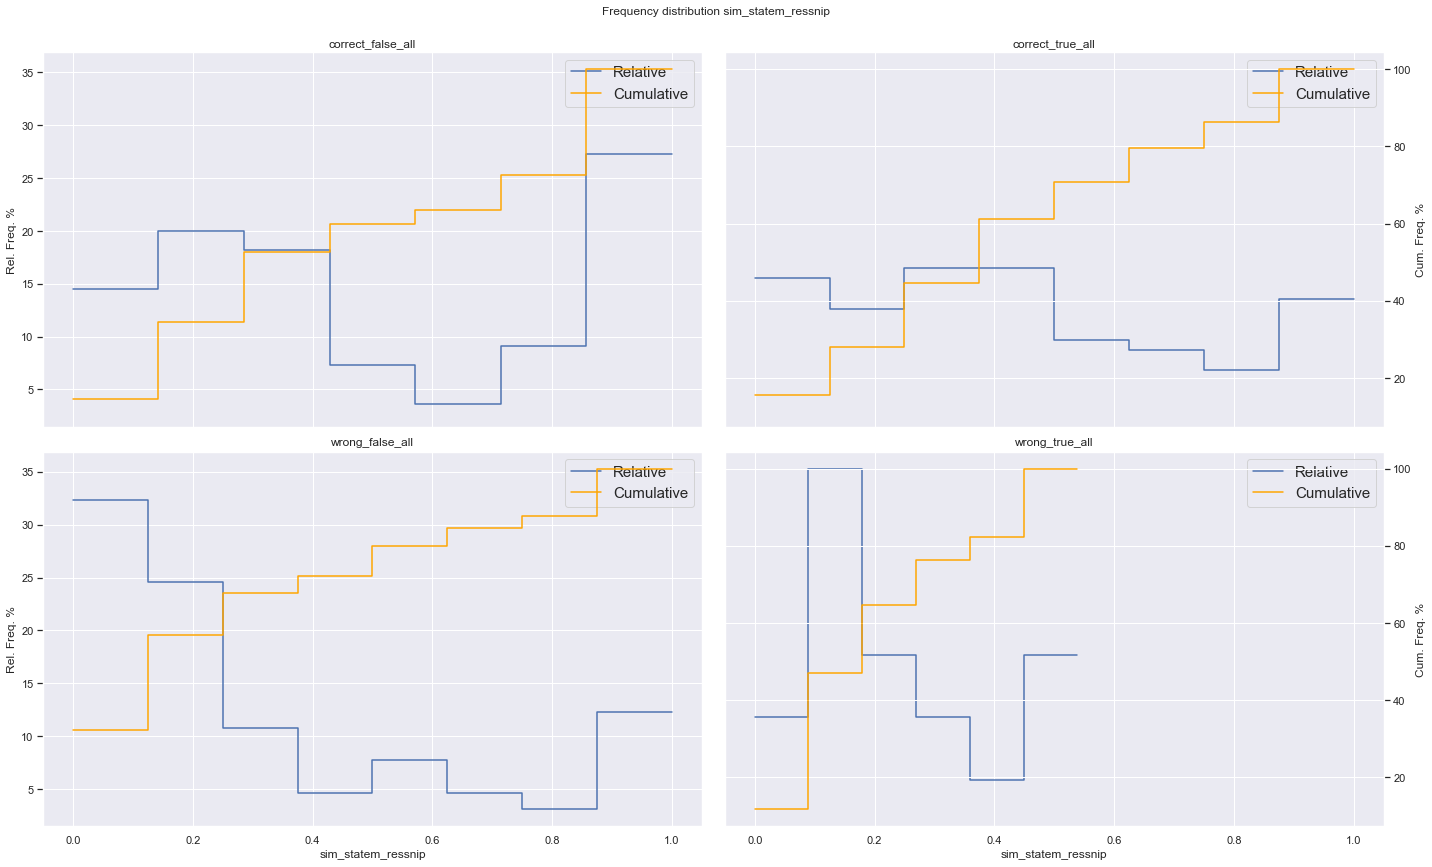 Frequency distribution sim_statem_ressnip
correct_false_all
Relative
Cumulative
35
30
25
20
15
10
5
Rel. Freq. %
correct_true_all
Relative
Cumulative
100
80
60
40
20
Cum. Freq. %
wrong_false_all
Relative
Cumulative
35
30
25
20
15
10
5
Rel. Freq. %
0.0 0.2 0.4 0.6 0.8 1.0
sim_statem_ressnip
wrong_true_all
Relative
Cumulative
100
80
60
40
20
Cum. Freq. %
0.0 0.2 0.4 0.6 0.8 1.0
sim_statem_ressnip